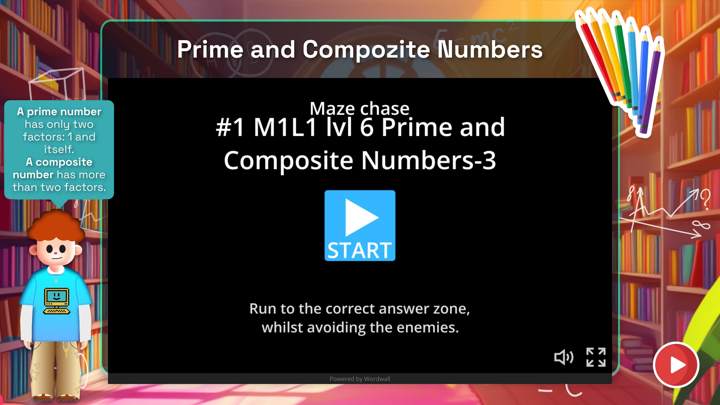 Prime and Compozite Numbers
A prime number
has only two
factors: 1 and
itself.
A composite
number has more
than two factors.
Maze chase
#1 M1L1 lvl 6 Prime and
Composite Numbers-3
START
Run to the correct answer zone,
whilst avoiding the enemies.
Powered by Wordwall